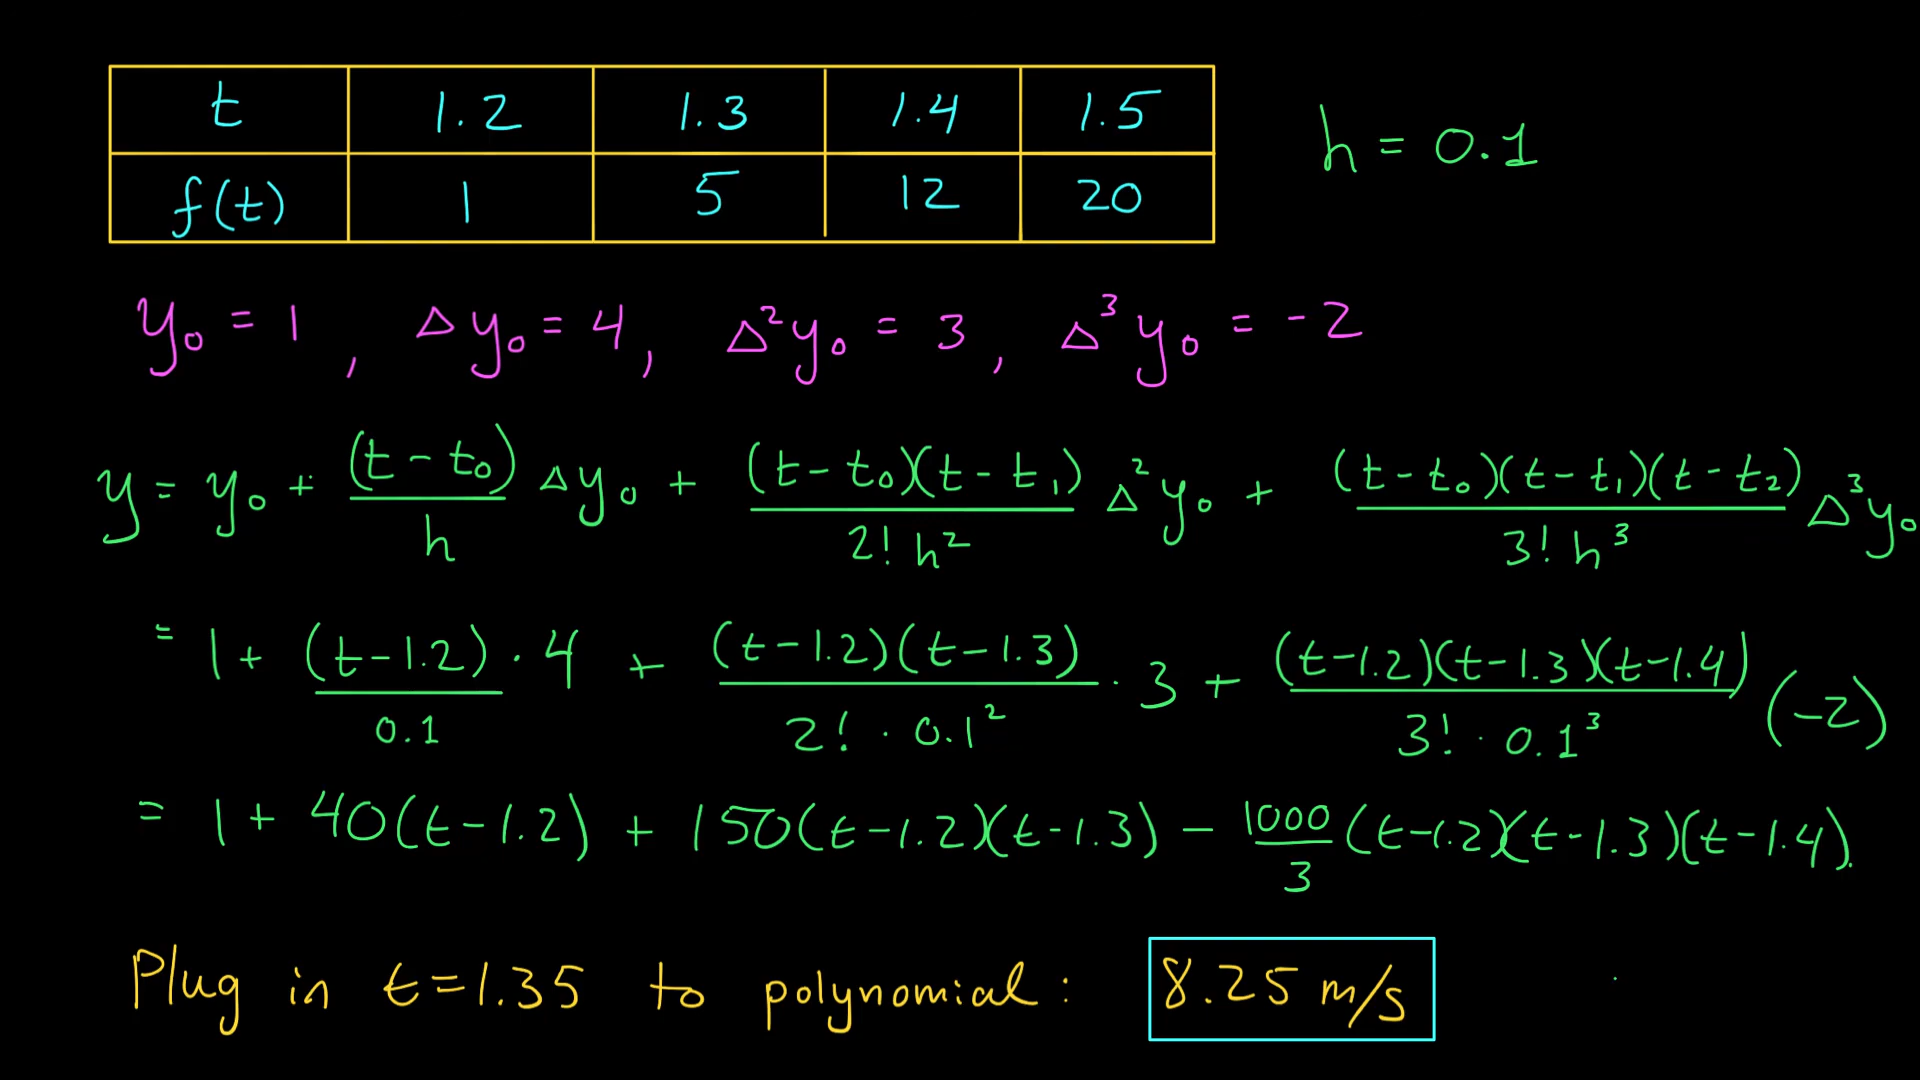 t 1.2 1.3 1.4 1.5
h = 0.1
f(t) 1 5 12 20
y₀ = 1, Δy₀ = 4, Δ²y₀ = 3, Δ³y₀ = -2
y = y₀ + (t - t₀)/h Δy₀ + (t - t₀)(t - t₁)/2! h² Δ²y₀ + (t - t₀)(t - t₁)(t - t₂)/3! h³ Δ³y₀
= 1 + (t - 1.2)/0.1 · 4 + (t - 1.2)(t - 1.3)/2! · 0.1² · 3 + (t - 1.2)(t - 1.3)(t - 1.4)/3! · 0.1³ (-2)
= 1 + 40(t - 1.2) + 150(t - 1.2)(t - 1.3) - 1000/3 (t - 1.2)(t - 1.3)(t - 1.4).
Plug in t = 1.35 to polynomial: 8.25 m/s